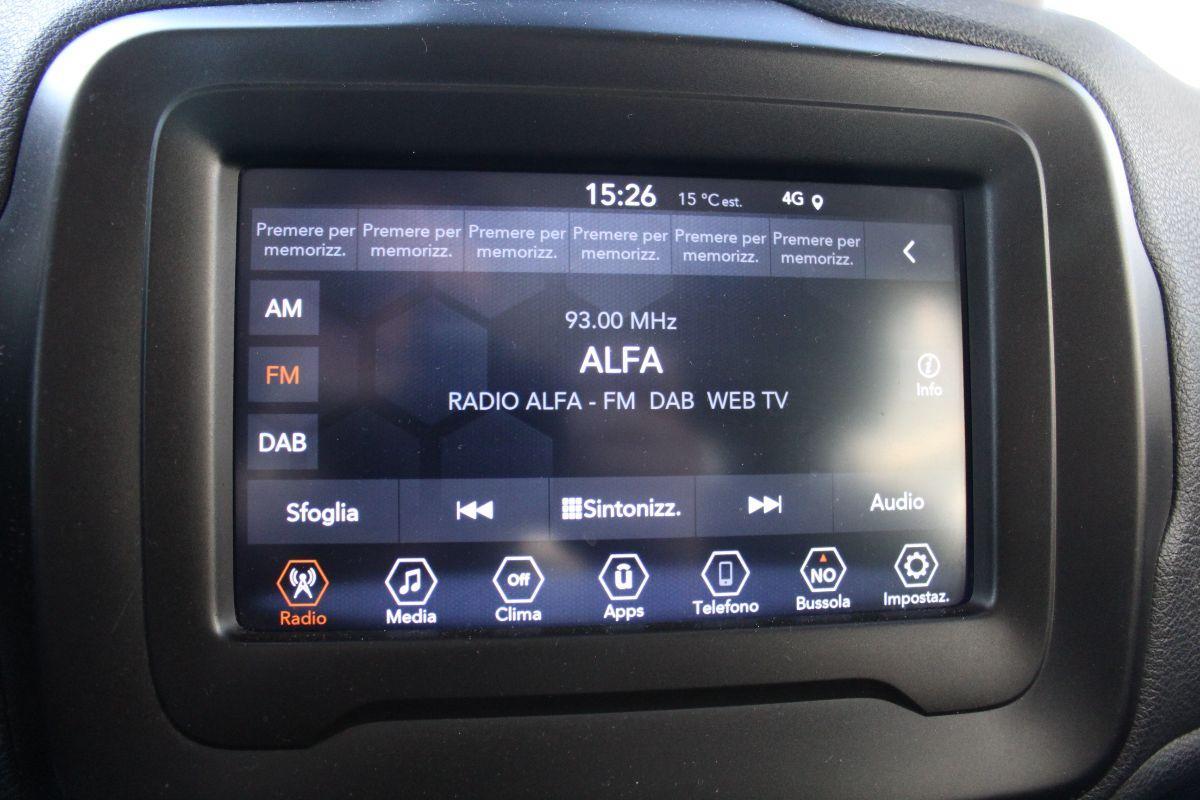 15:26 15 °C est. 4G
Premere per memorizz. Premere per memorizz. Premere per memorizz. Premere per memorizz. Premere per memorizz. Premere per memorizz.
AM
93.00 MHz
ALFA
FM
i
Info
RADIO ALFA - FM DAB WEB TV
DAB
Sfoglia Sintonizz. Audio
Off
û
NO
Radio Media Clima Apps Telefono Bussola Impostaz.